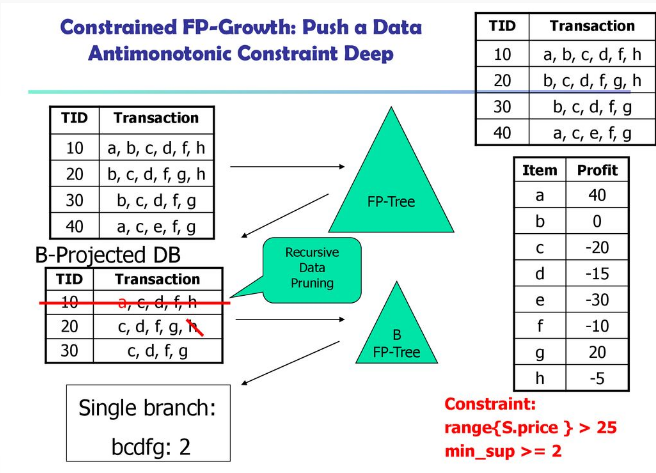 Constrained FP-Growth: Push a Data
Antimonotonic Constraint Deep
TID Transaction
10 a, b, c, d, f, h
20 b, c, d, f, g, h
30 b, c, d, f, g
40 a, c, e, f, g
TID Transaction
10 a, b, c, d, f, h
20 b, c, d, f, g, h
30 b, c, d, f, g
40 a, c, e, f, g
FP-Tree
Item Profit
a 40
b 0
c -20
d -15
e -30
f -10
g 20
h -5
B-Projected DB
TID Transaction
10 a, c, d, f, h
20 c, d, f, g, h
30 c, d, f, g
Recursive
Data
Pruning
B
FP-Tree
Single branch:
bcdfg: 2
Constraint:
range{S.price } > 25
min_sup >= 2